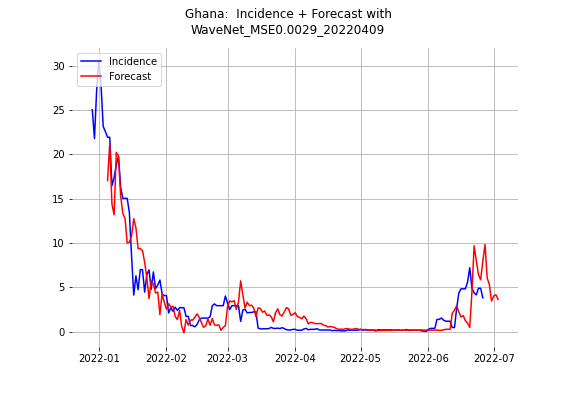 Ghana:  Incidence + Forecast with
WaveNet_MSE0.0029_20220409
Incidence
Forecast
30
25
20
15
10
5
0
2022-01 2022-02 2022-03 2022-04 2022-05 2022-06 2022-07